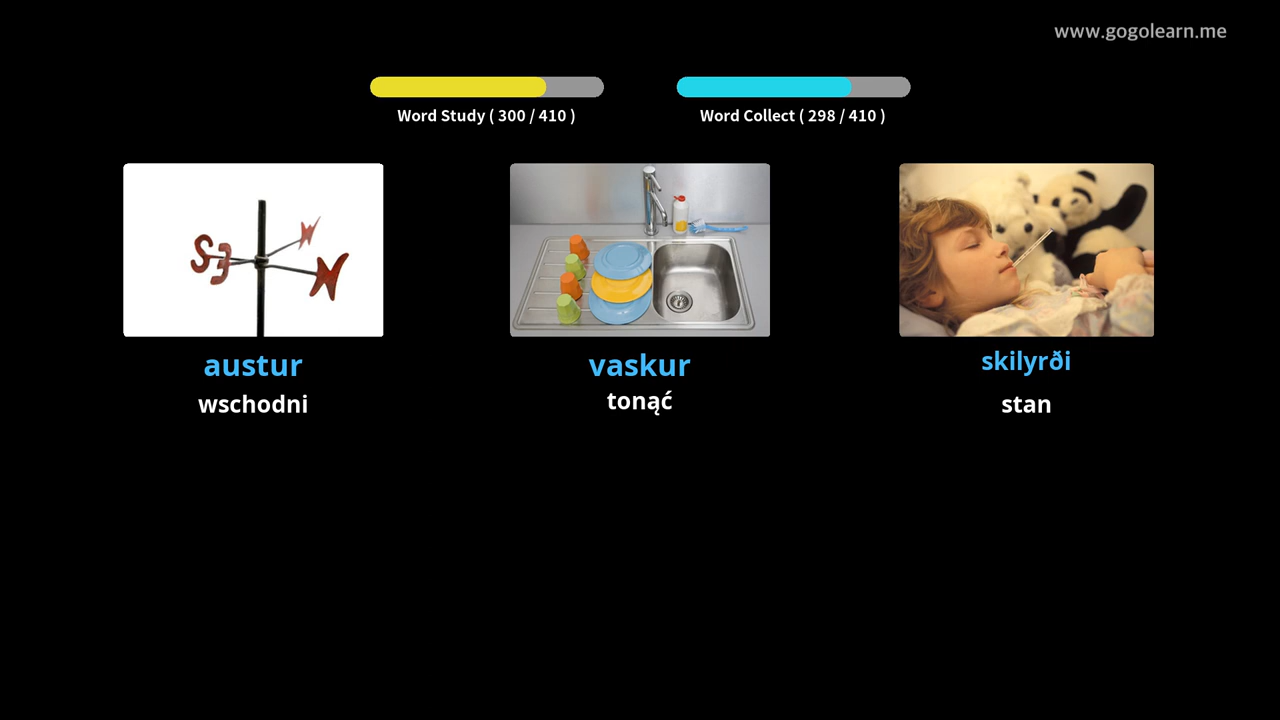 www.gogolearn.me
Word Study ( 300 / 410 )
Word Collect ( 298 / 410 )
austur
vaskur
skilyrði
wschodni
tonąć
stan